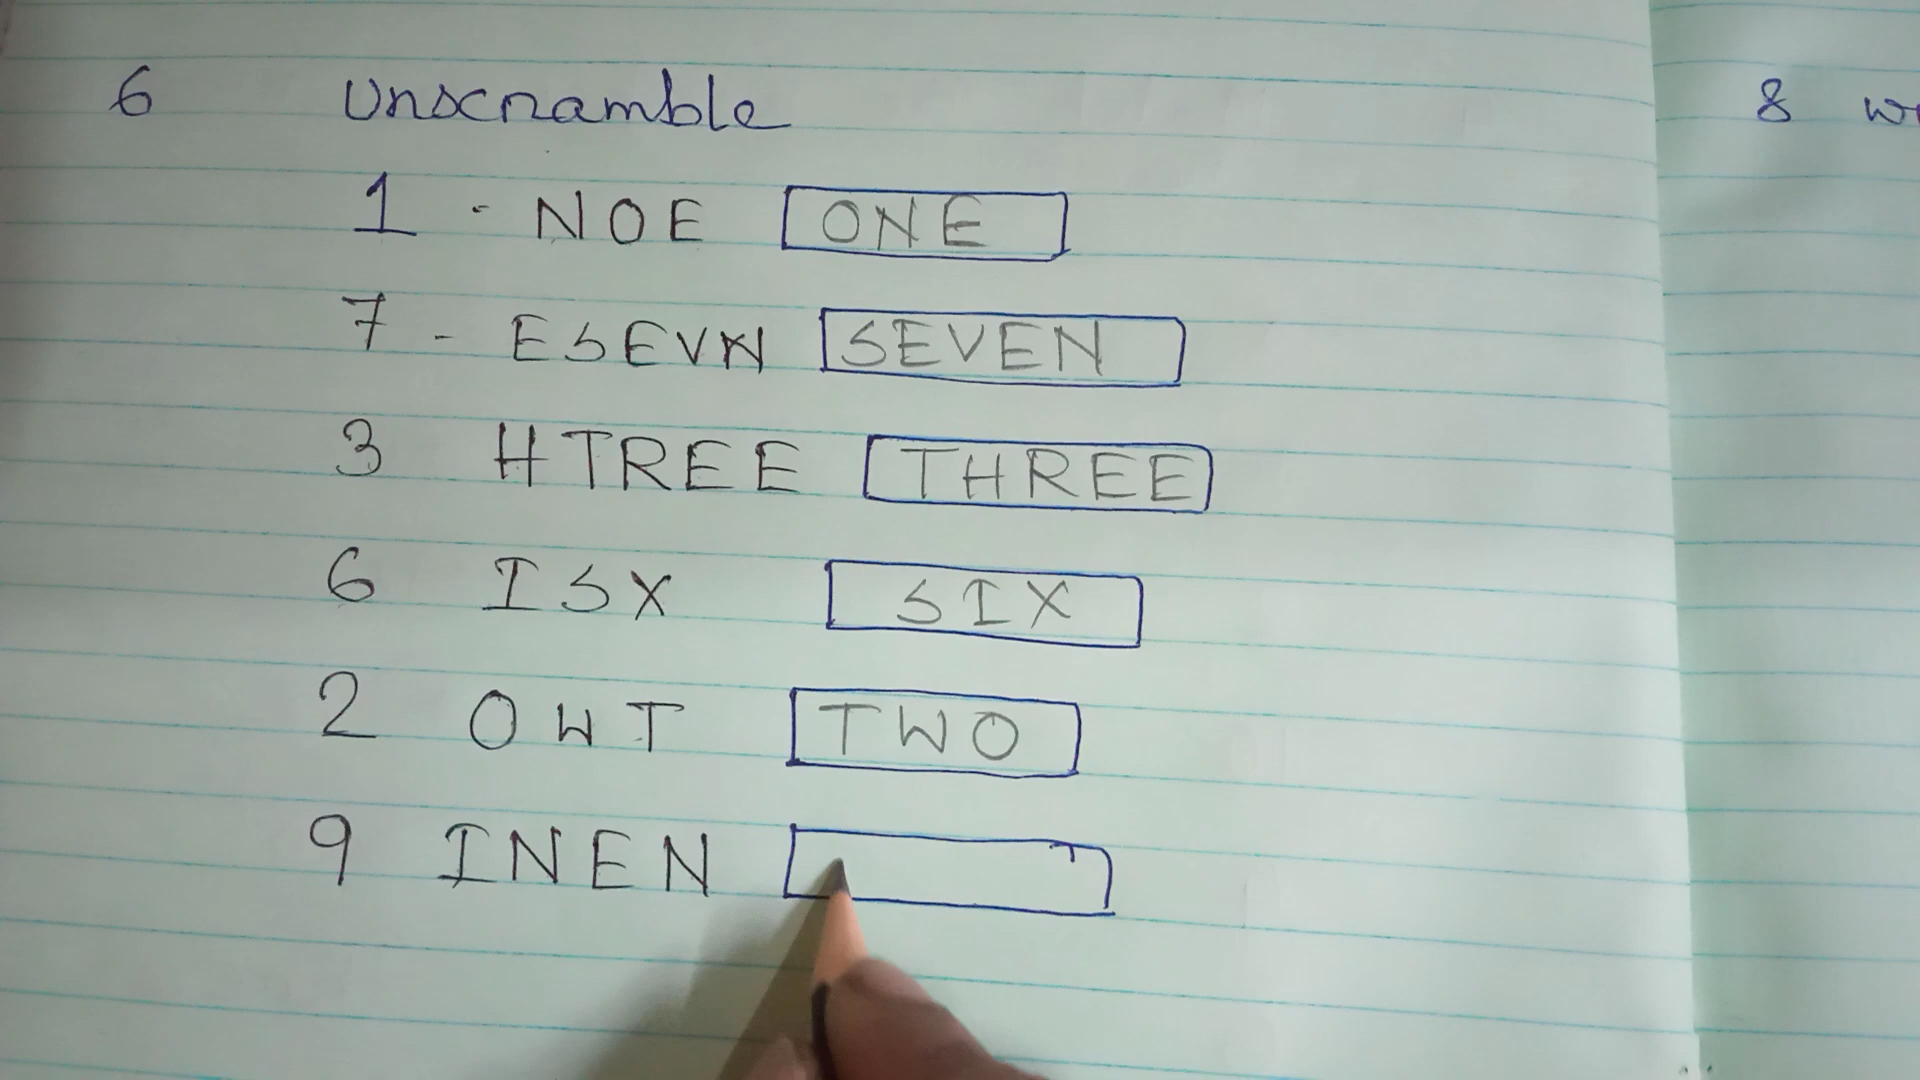 6 Unscramble
1 - NOE ONE
7 - ESEVN SEVEN
3 HTREE THREE
6 ISX SIX
2 OWT TWO
9 INEN
8